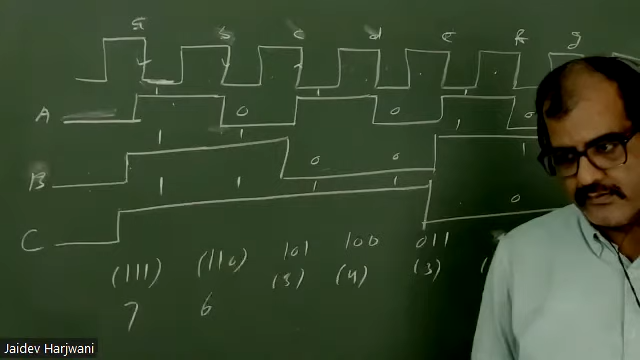 a b c d e f g
A 1 0 1 0 1 0
B 1 1 0 0 1
C 1 1 1 1 0
(111) (110) 101 100 011
7 6 (5) (4) (3)
Jaidev Harjwani